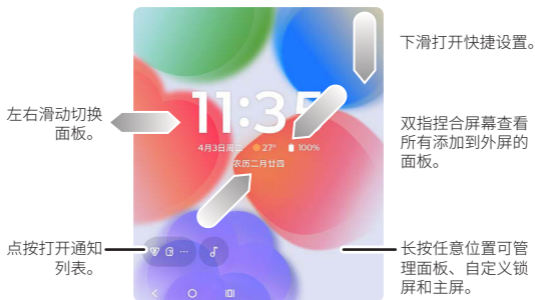 下滑打开快捷设置。
左右滑动切换
面板。
11:35
4月3日周三 27° 100%
农历二月廿四
双指捏合屏幕查看
所有添加到外屏的
面板。
点按打开通知
列表。
长按任意位置可管
理面板、自定义锁
屏和主屏。